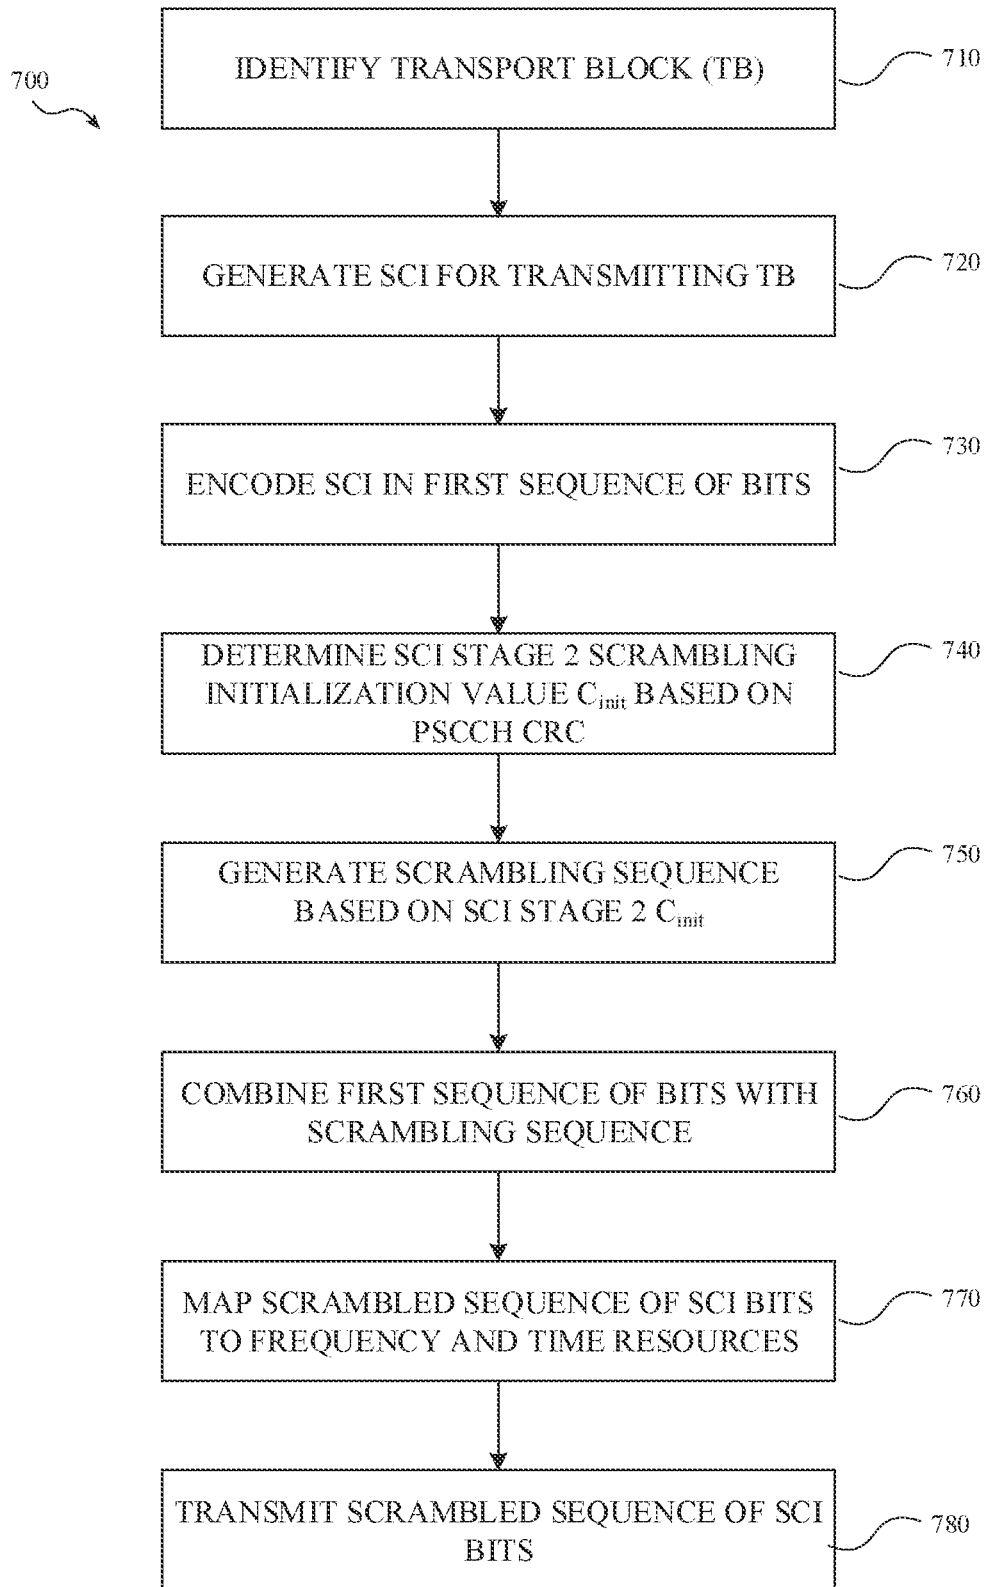 700
IDENTIFY TRANSPORT BLOCK (TB)
710
GENERATE SCI FOR TRANSMITTING TB
720
ENCODE SCI IN FIRST SEQUENCE OF BITS
730
DETERMINE SCI STAGE 2 SCRAMBLING
INITIALIZATION VALUE Cinit BASED ON
PSCCH CRC
740
GENERATE SCRAMBLING SEQUENCE
BASED ON SCI STAGE 2 Cinit
750
COMBINE FIRST SEQUENCE OF BITS WITH
SCRAMBLING SEQUENCE
760
MAP SCRAMBLED SEQUENCE OF SCI BITS
TO FREQUENCY AND TIME RESOURCES
770
TRANSMIT SCRAMBLED SEQUENCE OF SCI
BITS
780